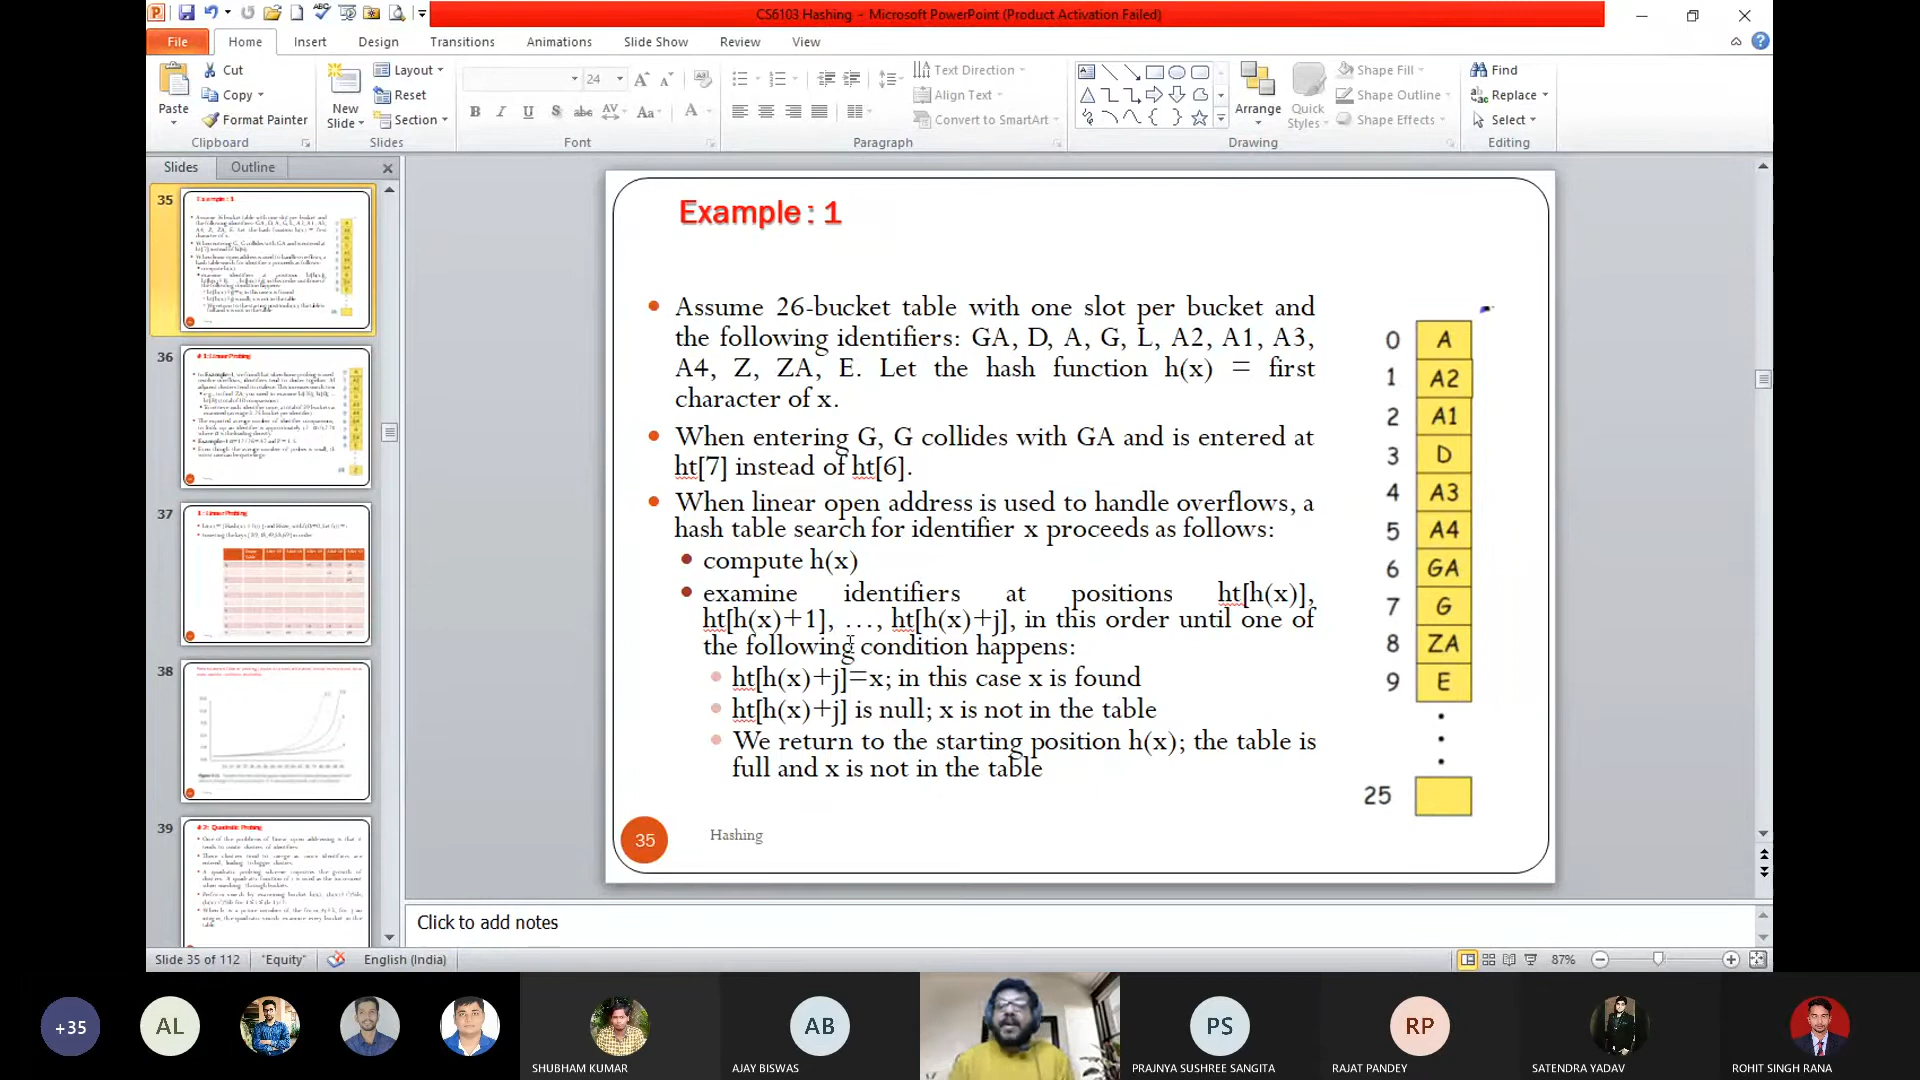 CS6103 Hashing - Microsoft PowerPoint (Product Activation Failed)
File Home Insert Design Transitions Animations Slide Show Review View
Cut
Copy
Format Painter
Paste
Clipboard
New
Slide
Layout
Reset
Section
Slides
24
Font
Text Direction
Align Text
Convert to SmartArt
Paragraph
Arrange
Quick
Styles
Shape Fill
Shape Outline
Shape Effects
Drawing
Find
Replace
Select
Editing
Slides Outline
35
36
37
38
39
Example : 1
# 1: Linear Probing
1: Linear Probing
# 2: Quadratic Probing
Example : 1
• Assume 26-bucket table with one slot per bucket and
the following identifiers: GA, D, A, G, L, A2, A1, A3,
A4, Z, ZA, E. Let the hash function h(x) = first
character of x.
• When entering G, G collides with GA and is entered at
ht[7] instead of ht[6].
• When linear open address is used to handle overflows, a
hash table search for identifier x proceeds as follows:
• compute h(x)
• examine identifiers at positions ht[h(x)],
ht[h(x)+1], …, ht[h(x)+j], in this order until one of
the following condition happens:
• ht[h(x)+j]=x; in this case x is found
• ht[h(x)+j] is null; x is not in the table
• We return to the starting position h(x); the table is
full and x is not in the table
0 A
1 A2
2 A1
3 D
4 A3
5 A4
6 GA
7 G
8 ZA
9 E
25
35 Hashing
Click to add notes
Slide 35 of 112 "Equity" English (India) 87%
+35 AL AB PS RP
SHUBHAM KUMAR AJAY BISWAS PRAJNYA SUSHREE SANGITA RAJAT PANDEY SATENDRA YADAV ROHIT SINGH RANA